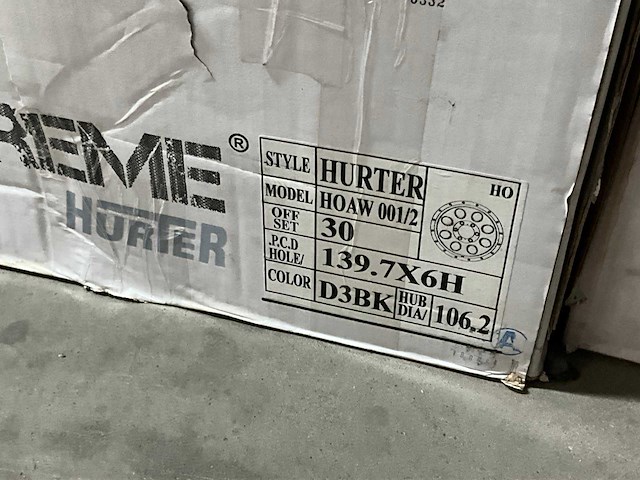 REME®
HURTER
STYLE HURTER HO
MODEL HOAW 001/2
OFF SET 30
.P.C.D HOLE/ 139.7X6H
COLOR D3BK HUB DIA/ 106.2
A